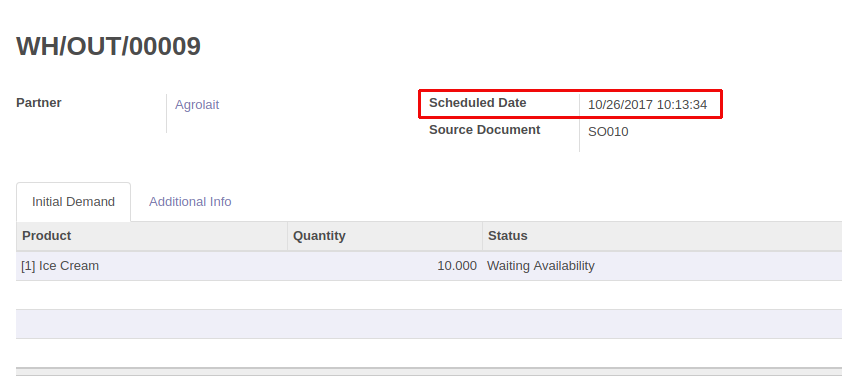 WH/OUT/00009
Partner Agrolait Scheduled Date 10/26/2017 10:13:34
Source Document SO010
Initial Demand Additional Info
Product Quantity Status
[1] Ice Cream 10.000 Waiting Availability